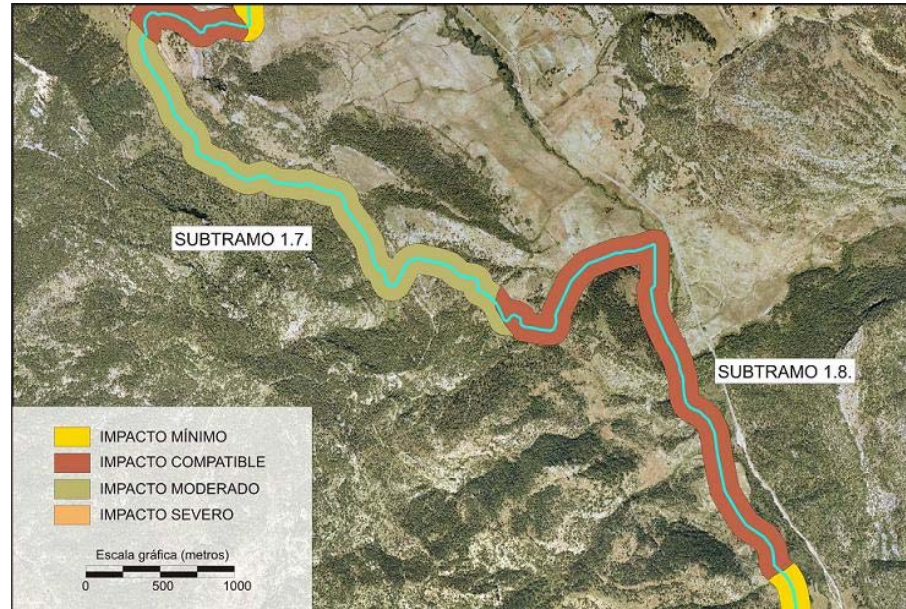 SUBTRAMO 1.7.
SUBTRAMO 1.8.
IMPACTO MÍNIMO
IMPACTO COMPATIBLE
IMPACTO MODERADO
IMPACTO SEVERO
Escala gráfica (metros)
0 500 1000